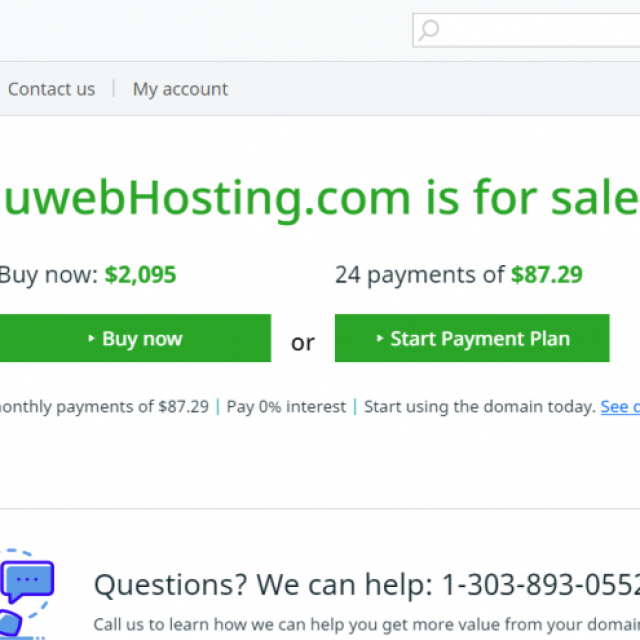 Contact us | My account
uwebHosting.com is for sale
Buy now: $2,095
24 payments of $87.29
Buy now
or
Start Payment Plan
monthly payments of $87.29 | Pay 0% interest | Start using the domain today. See
Questions? We can help: 1-303-893-0552
Call us to learn how we can help you get more value from your domain